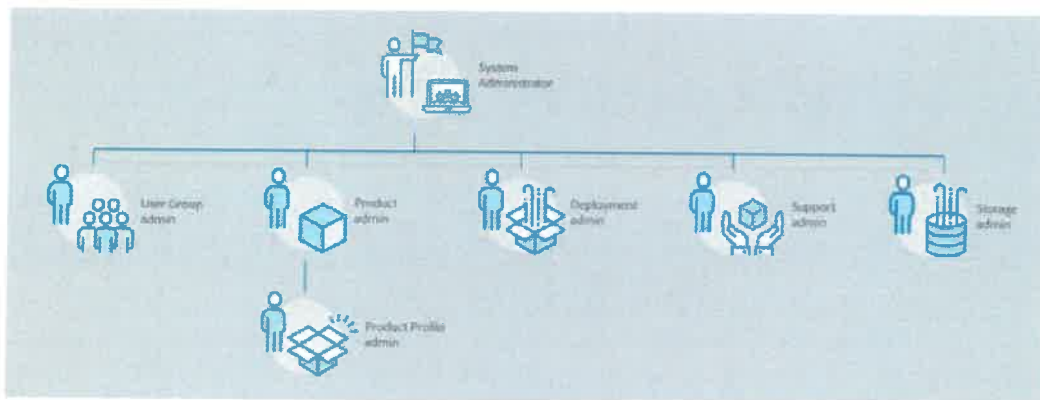 System
Administrator
User Group
admin
Product
admin
Deployment
admin
Support
admin
Storage
admin
Product Profile
admin